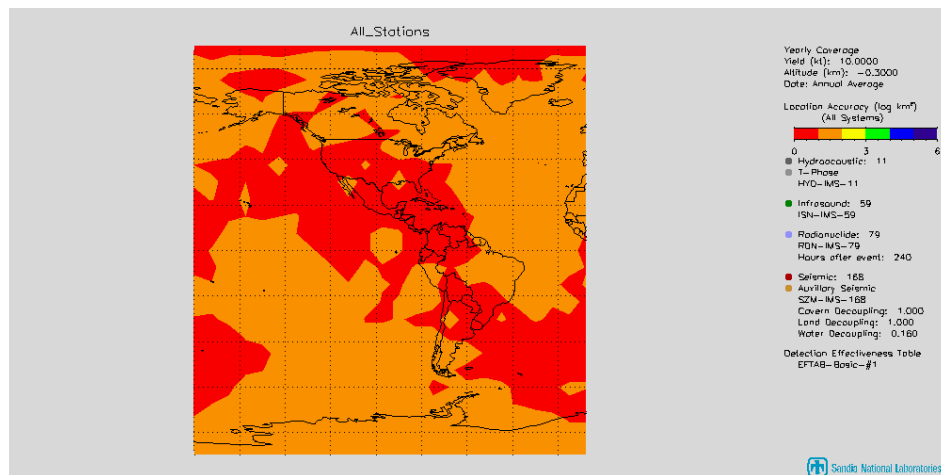 All_Stations
Yearly Coverage
Yield (kt): 10.0000
Altitude (km): -0.3000
Date: Annual Average
Location Accuracy (log km²)
(All Systems)
0 3 6
Hydroacoustic: 11
T-Phase
HYD-IMS-11
Infrasound: 59
ISN-IMS-59
Radionuclide: 79
RDN-IMS-79
Hours after event: 240
Seismic: 168
Auxillary Seismic
SZM-IMS-168
Cavern Decoupling: 1.000
Land Decoupling: 1.000
Water Decoupling: 0.160
Detection Effectiveness Table
EFTAB-Basic-#1
Sandia National Laboratories